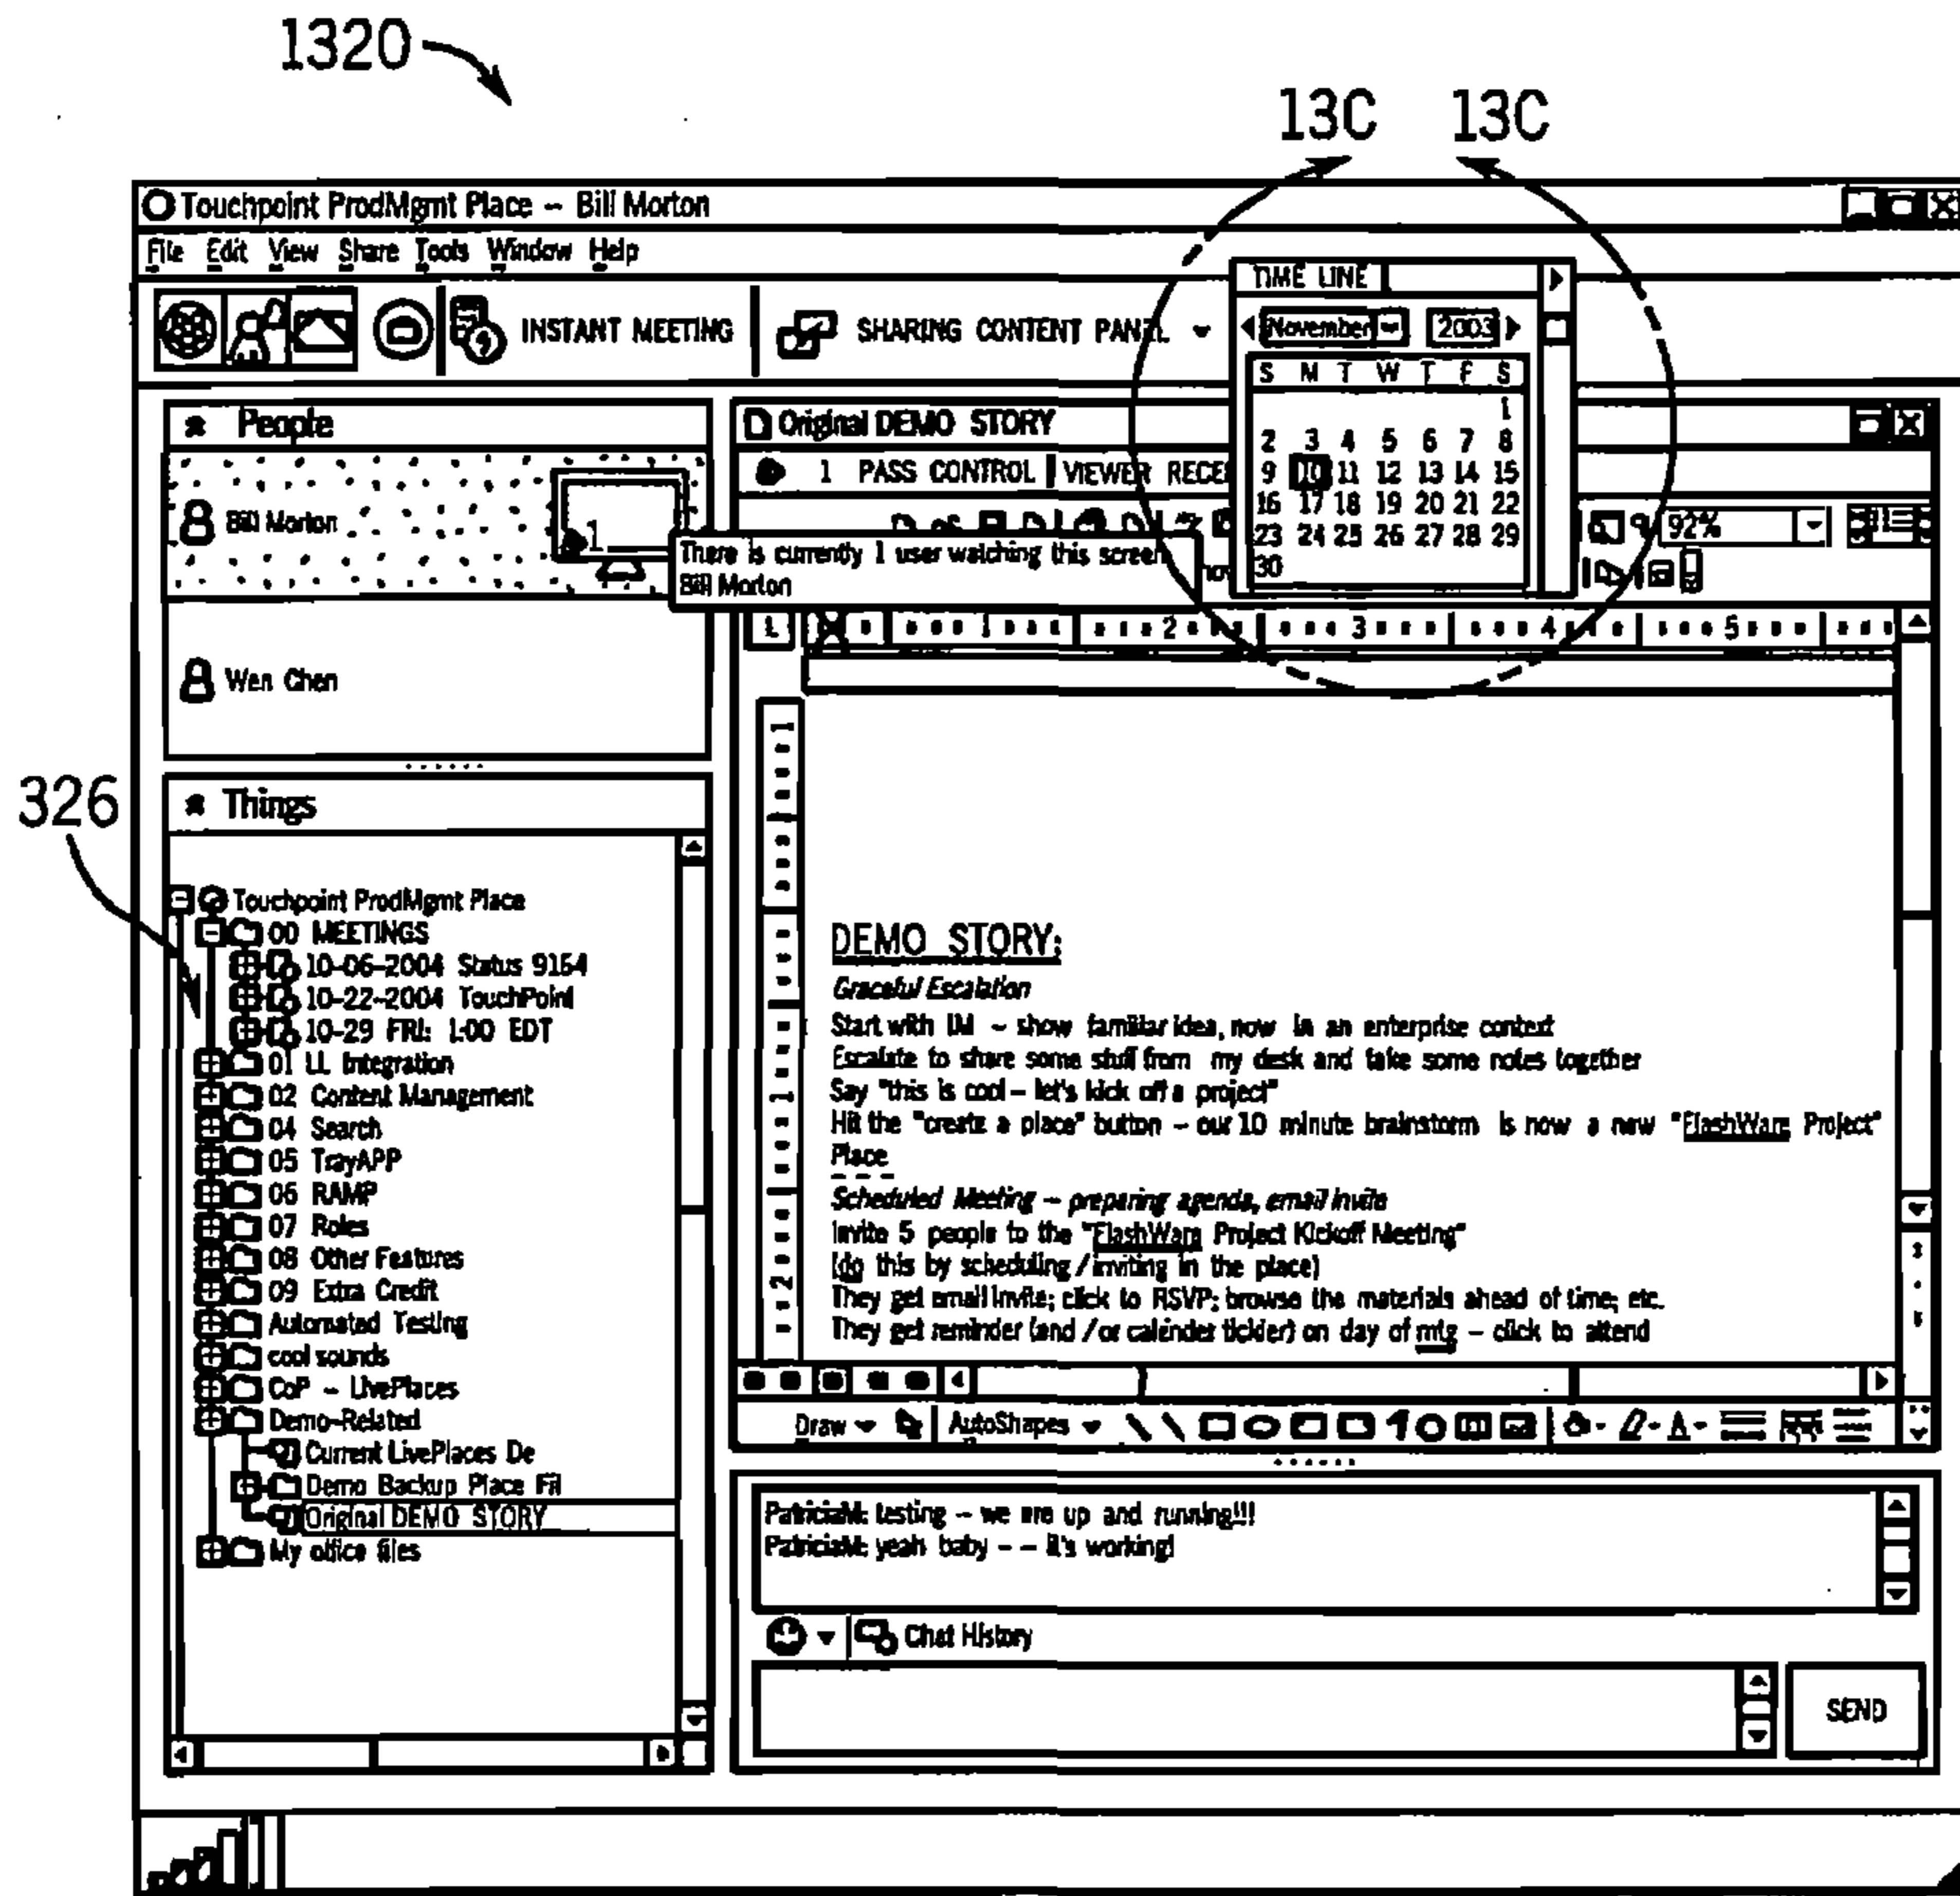 1320
13C 13C
Touchpoint ProdMgmt Place – Bill Morton
File Edit View Share Tools Window Help
INSTANT MEETING
SHARING CONTENT PANEL
TIME LINE
November 2003
S M T W T F S
1
2 3 4 5 6 7 8
9 10 11 12 13 14 15
16 17 18 19 20 21 22
23 24 25 26 27 28 29
30
People
Bill Morton
1
There is currently 1 user watching this screen
Bill Morton
Wen Chen
Original DEMO STORY
1 PASS CONTROL VIEWER RECE
92%
L 1 2 3 4 5
1
1
2
326
Things
Touchpoint ProdMgmt Place
00 MEETINGS
10-06-2004 Status 9164
10-22-2004 TouchPoint
10-29 FRI: 1:00 EDT
01 LL Integration
02 Content Management
04 Search
05 TrayAPP
06 RAMP
07 Roles
08 Other Features
09 Extra Credit
Automated Testing
cool sounds
CoP – LivePlaces
Demo-Related
Current LivePlaces De
Demo Backup Place Fil
Original DEMO STORY
My office files
DEMO STORY:
Graceful Escalation
Start with IM – show familiar idea, now in an enterprise context
Escalate to share some stuff from my desk and take some notes together
Say "this is cool – let's kick off a project"
Hit the "create a place" button – our 10 minute brainstorm is now a new "FlashWarg Project"
Place
Scheduled Meeting – preparing agenda, email invite
Invite 5 people to the "FlashWarg Project Kickoff Meeting"
(do this by scheduling / inviting in the place)
They get email invite; click to RSVP; browse the materials ahead of time; etc.
They get reminder (and / or calender tickler) on day of mtg – click to attend
Draw AutoShapes
PatriciaM: testing – we are up and running!!!
PatriciaM: yeah baby – – it's working!
Chat History
SEND